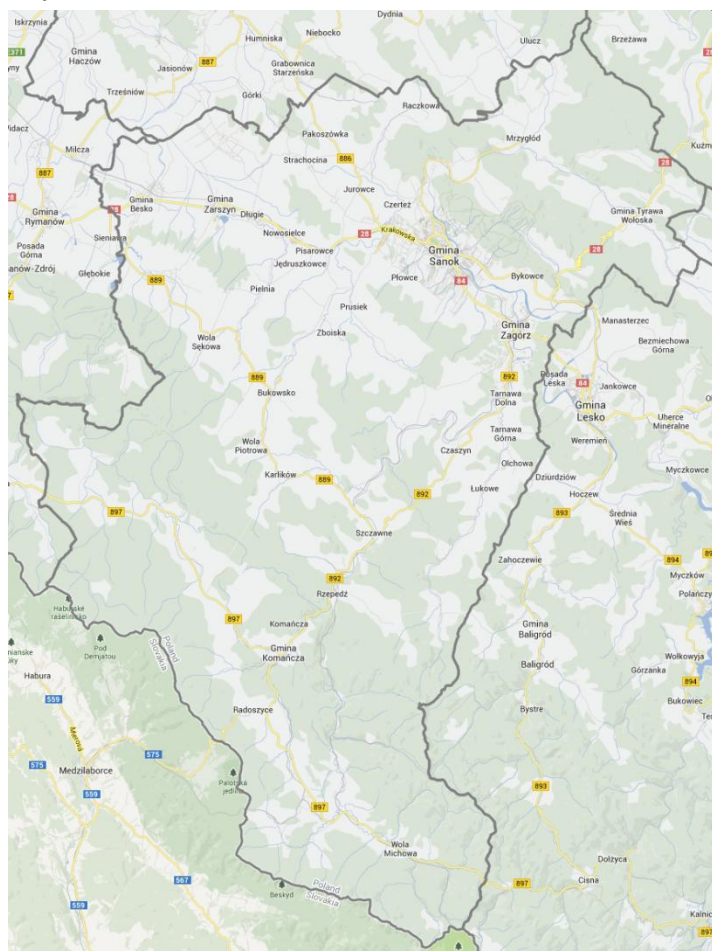 Iskrzynia
Humniska
Niebocko
Dydnia
Ulucz
Brzeżawa
E371
Gmina
Haczów
Jasionów
887
Grabownica
Starzeńska
28
Trześniów
Górki
Raczkowa
Pakoszówka
Mrzygłód
Milcza
Strachocina
886
28
887
Jurowce
Czerteż
28
Gmina
Besko
28
Gmina
Zarszyn
Długie
Gmina
Rymanów
Gmina Tyrawa
Wołoska
Krakowska
28
Nowosielce
Pisarowce
Gmina
Sanok
28
Sieniawa
Posada
Górna
Jędruszkowce
Głębokie
889
Pielnia
Płowce
84
Bykowce
Prusiek
Zboiska
Gmina
Zagórz
Manasterzec
Bezmiechowa
Górna
Wola
Sękowa
889
892
Posada
Leska
84
Jankowce
Bukowsko
Tarnawa
Dolna
Gmina
Lesko
Uherce
Mineralne
Tarnawa
Górna
Weremień
Wola
Piotrowa
Czaszyn
Olchowa
Myczkowce
Karlików
889
892
Łukowe
Dziurdziów
Hoczew
897
893
Średnia
Wieś
Szczawne
Zahoczewie
894
892
Rzepedź
Myczków
Haburské
rašelinisko
Poland
Slovakia
Pod
Demjatou
897
Komańcza
Gmina
Komańcza
Gmina
Baligród
Wołkowyja
Górzanka
Baligród
Habura
894
559
Bukowiec
Radoszyce
Bystre
Mierová
575
575
Medzilaborce
559
893
897
Wola
Michowa
Dołżyca
567
897
Cisna
Poland
Slovakia
Beskyd
559
897